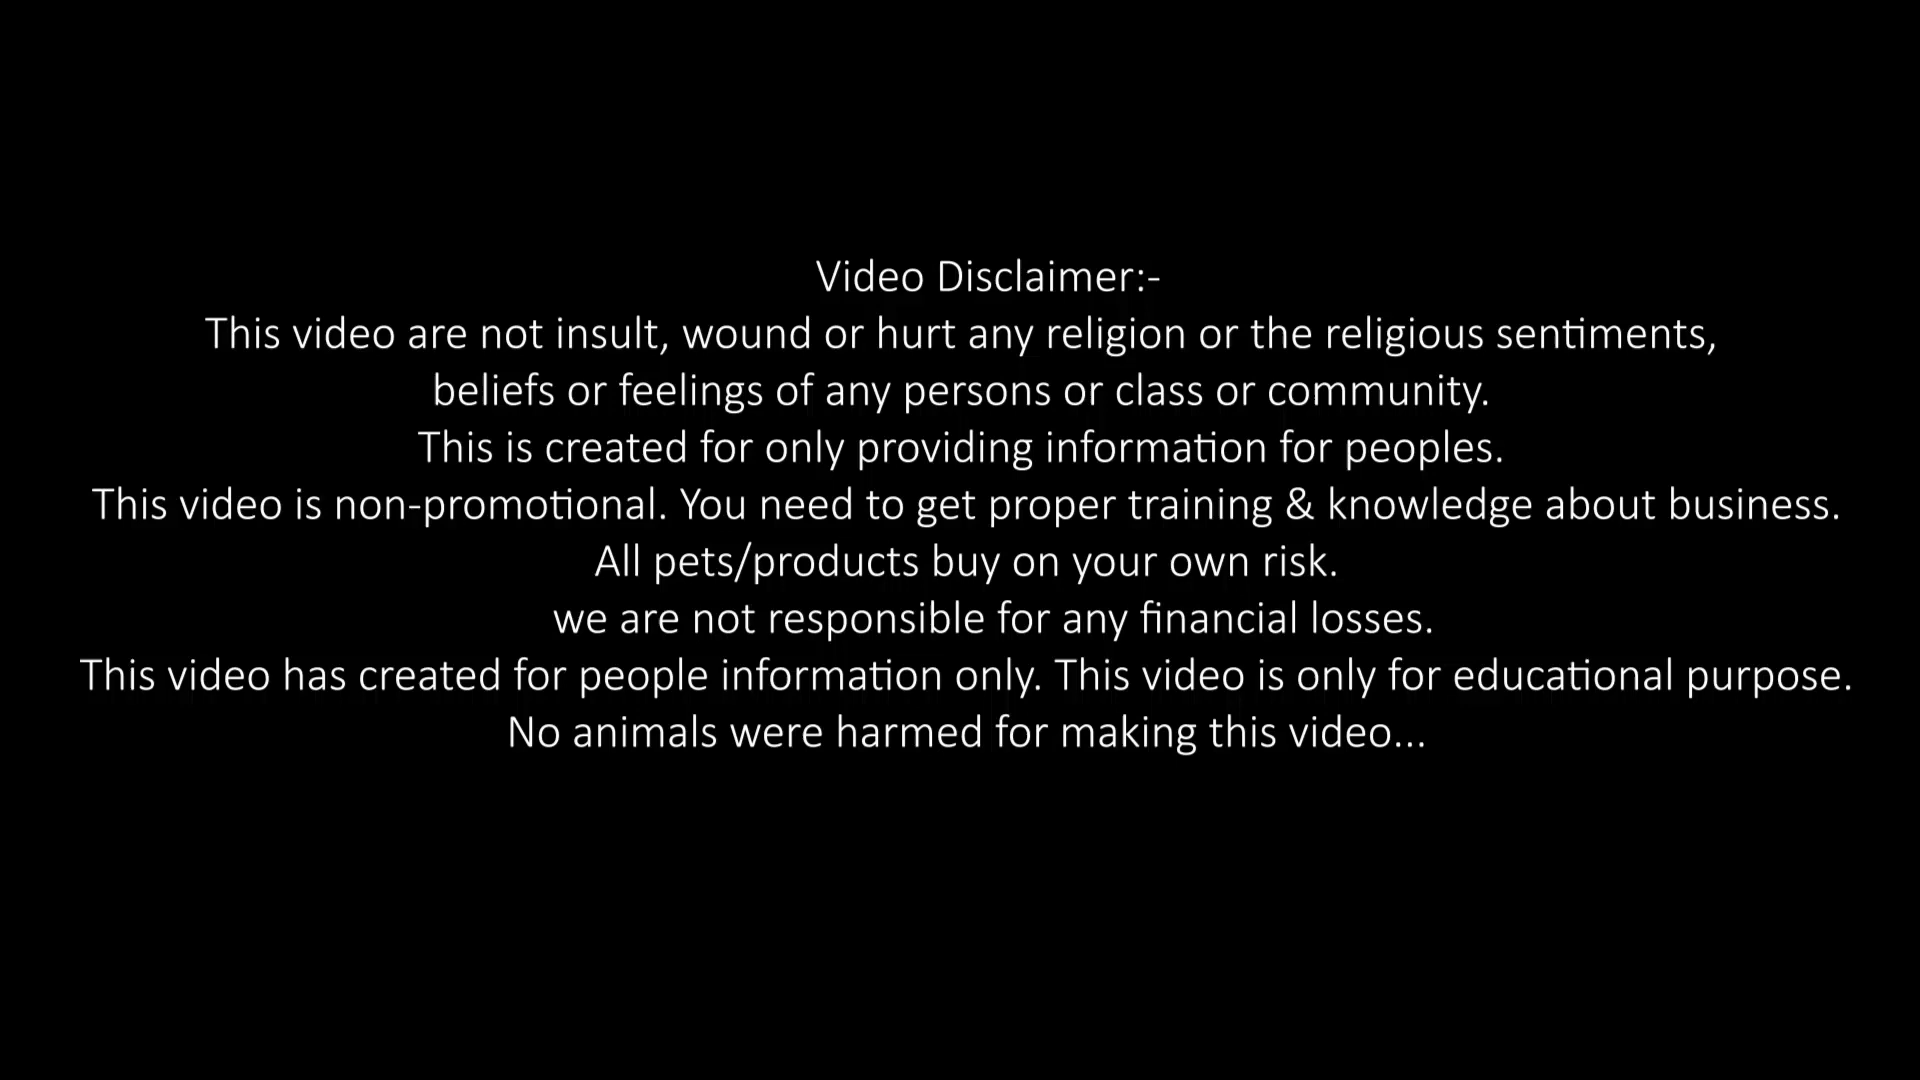 Video Disclaimer:-
This video are not insult, wound or hurt any religion or the religious sentiments,
beliefs or feelings of any persons or class or community.
This is created for only providing information for peoples.
This video is non-promotional. You need to get proper training & knowledge about business.
All pets/products buy on your own risk.
we are not responsible for any financial losses.
This video has created for people information only. This video is only for educational purpose.
No animals were harmed for making this video...